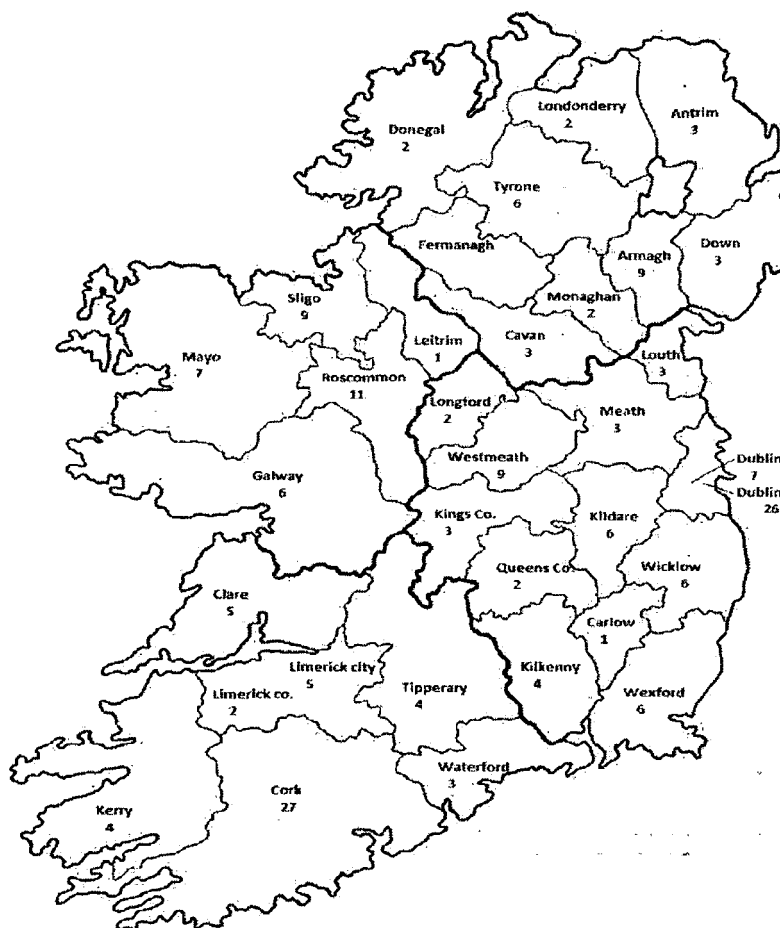 Londonderry
2
Antrim
3
Donegal
2
Tyrone
6
Fermanagh
Armagh
9
Down
3
Monaghan
2
Sligo
9
Cavan
3
Leitrim
1
Louth
3
Mayo
7
Roscommon
11
Longford
2
Meath
3
Westmeath
9
Galway
6
Dublin
7
Dublin
26
Kings Co.
3
Kildare
6
Queens Co.
2
Wicklow
6
Clare
5
Carlow
1
Limerick city
5
Kilkenny
4
Limerick co.
2
Tipperary
4
Wexford
6
Waterford
3
Cork
27
Kerry
4